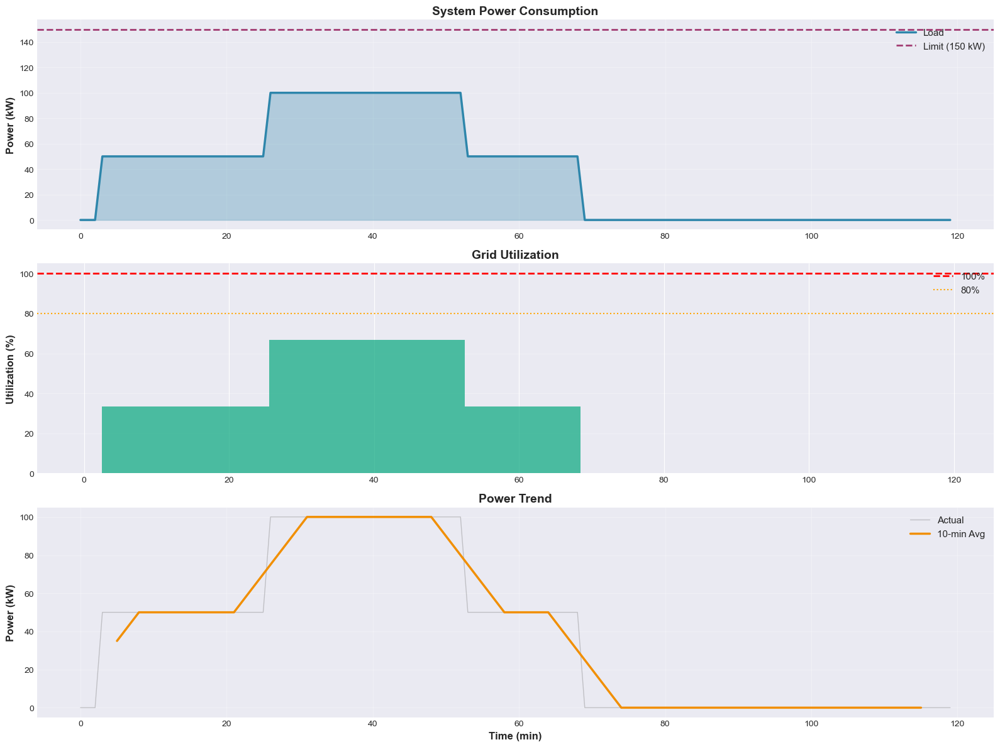 System Power Consumption
Power (kW)
140
120
100
80
60
40
20
0
Load
Limit (150 kW)
0 20 40 60 80 100 120
Grid Utilization
Utilization (%)
100
80
60
40
20
0
100%
80%
0 20 40 60 80 100 120
Power Trend
Power (kW)
100
80
60
40
20
0
Actual
10-min Avg
0 20 40 60 80 100 120
Time (min)